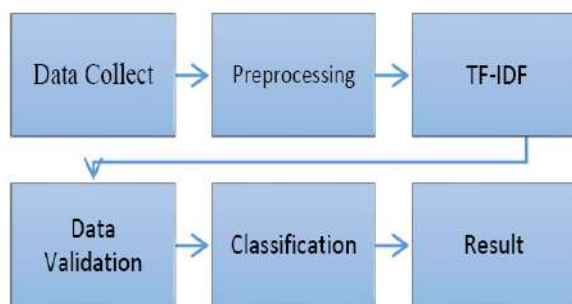 Data Collect
Preprocessing
TF-IDF
Data
Validation
Classification
Result